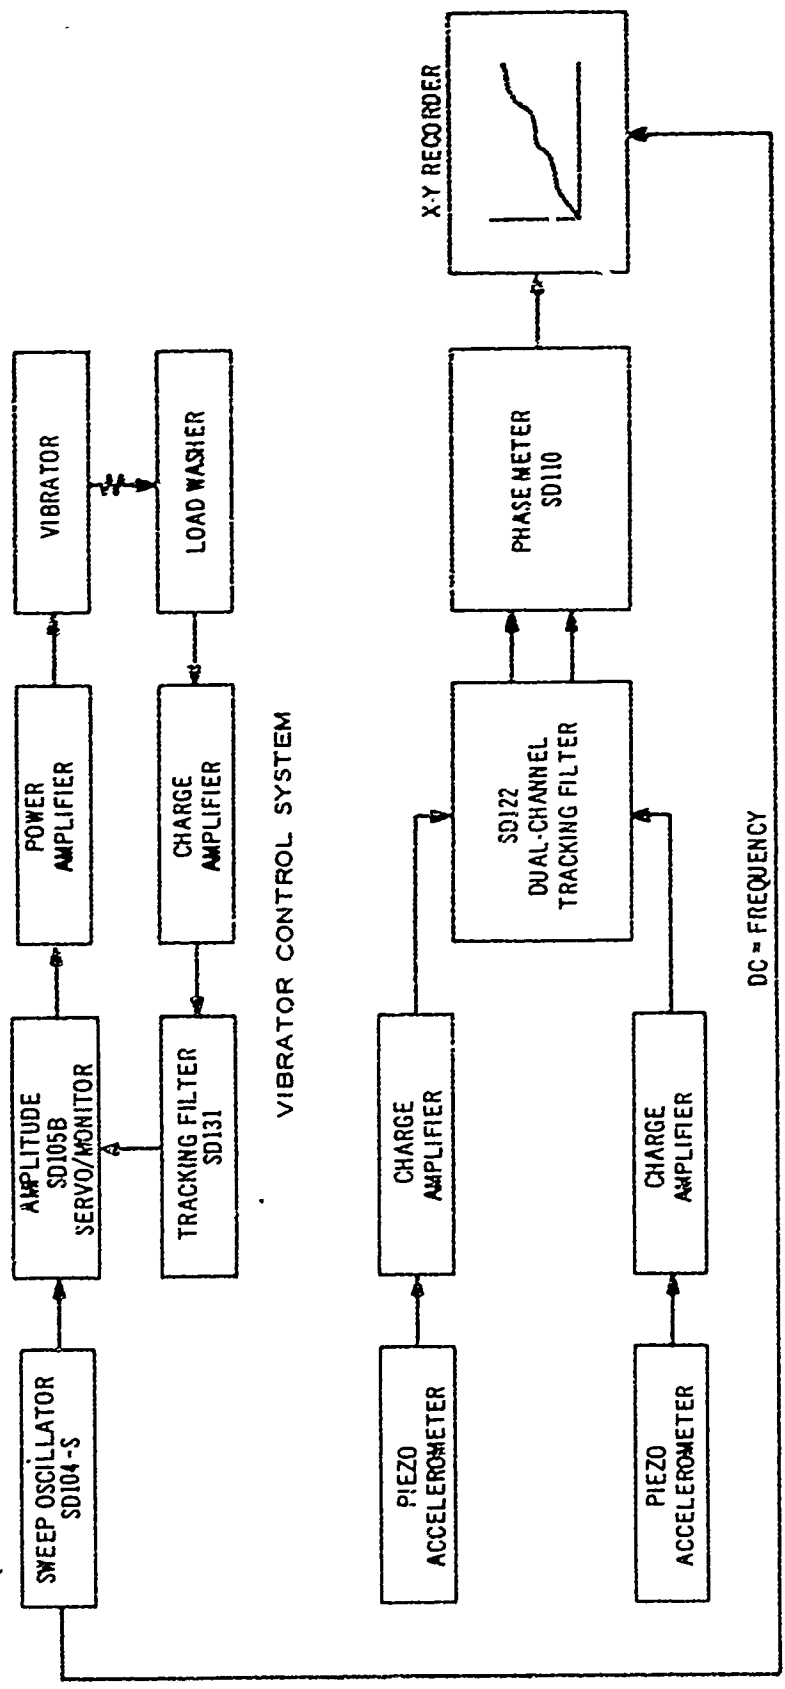 SWEEP OSCILLATOR
SD104-S
AMPLITUDE
SD105B
SERVO/MONITOR
POWER
AMPLIFIER
VIBRATOR
TRACKING FILTER
SD131
CHARGE
AMPLIFIER
LOAD WASHER
VIBRATOR CONTROL SYSTEM
PIEZO
ACCELEROMETER
CHARGE
AMPLIFIER
SD122
DUAL-CHANNEL
TRACKING FILTER
PHASE METER
SD110
X-Y RECORDER
PIEZO
ACCELEROMETER
CHARGE
AMPLIFIER
DC = FREQUENCY